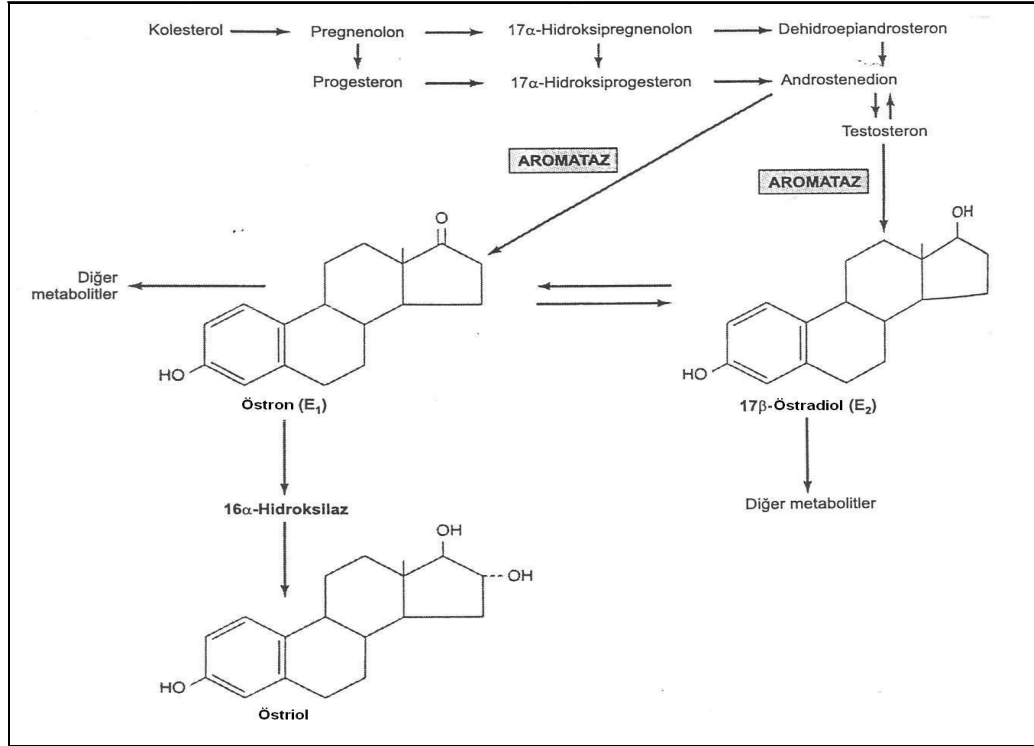 Kolesterol Pregnenolon 17α-Hidroksipregnenolon Dehidroepiandrosteron
Progesteron 17α-Hidroksiprogesteron Androstenedion
Testosteron
AROMATAZ
AROMATAZ
O
OH
Diğer
metabolitler
HO
HO
Östron (E₁)
17β-Östradiol (E₂)
16α-Hidroksilaz
Diğer metabolitler
OH
OH
HO
Östriol